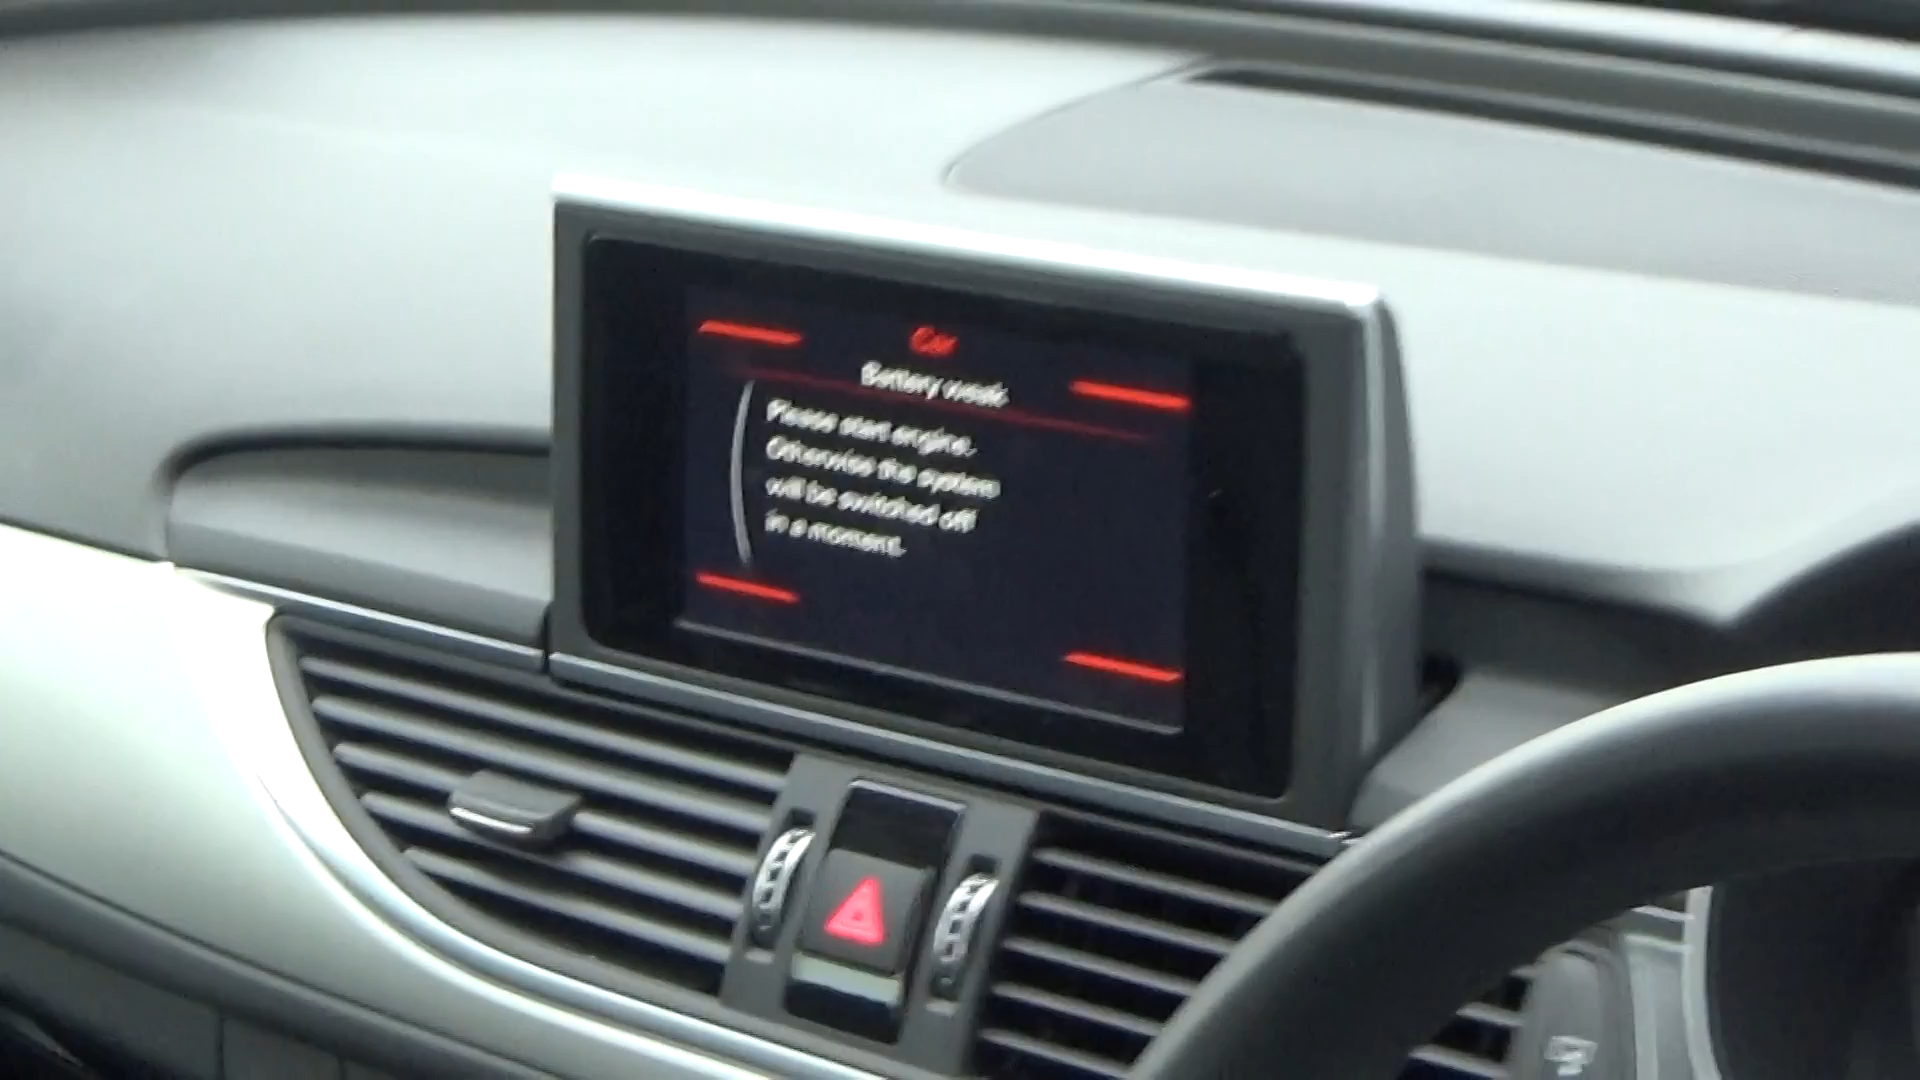 Car
Battery weak
Please start engine.
Otherwise the system
will be switched off
in a moment.